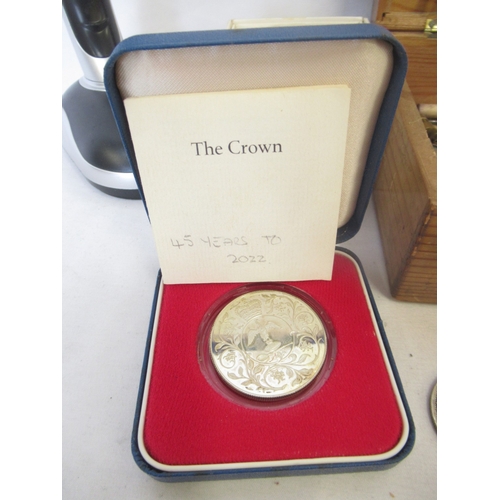 The Crown
45 YEARS TO
2022